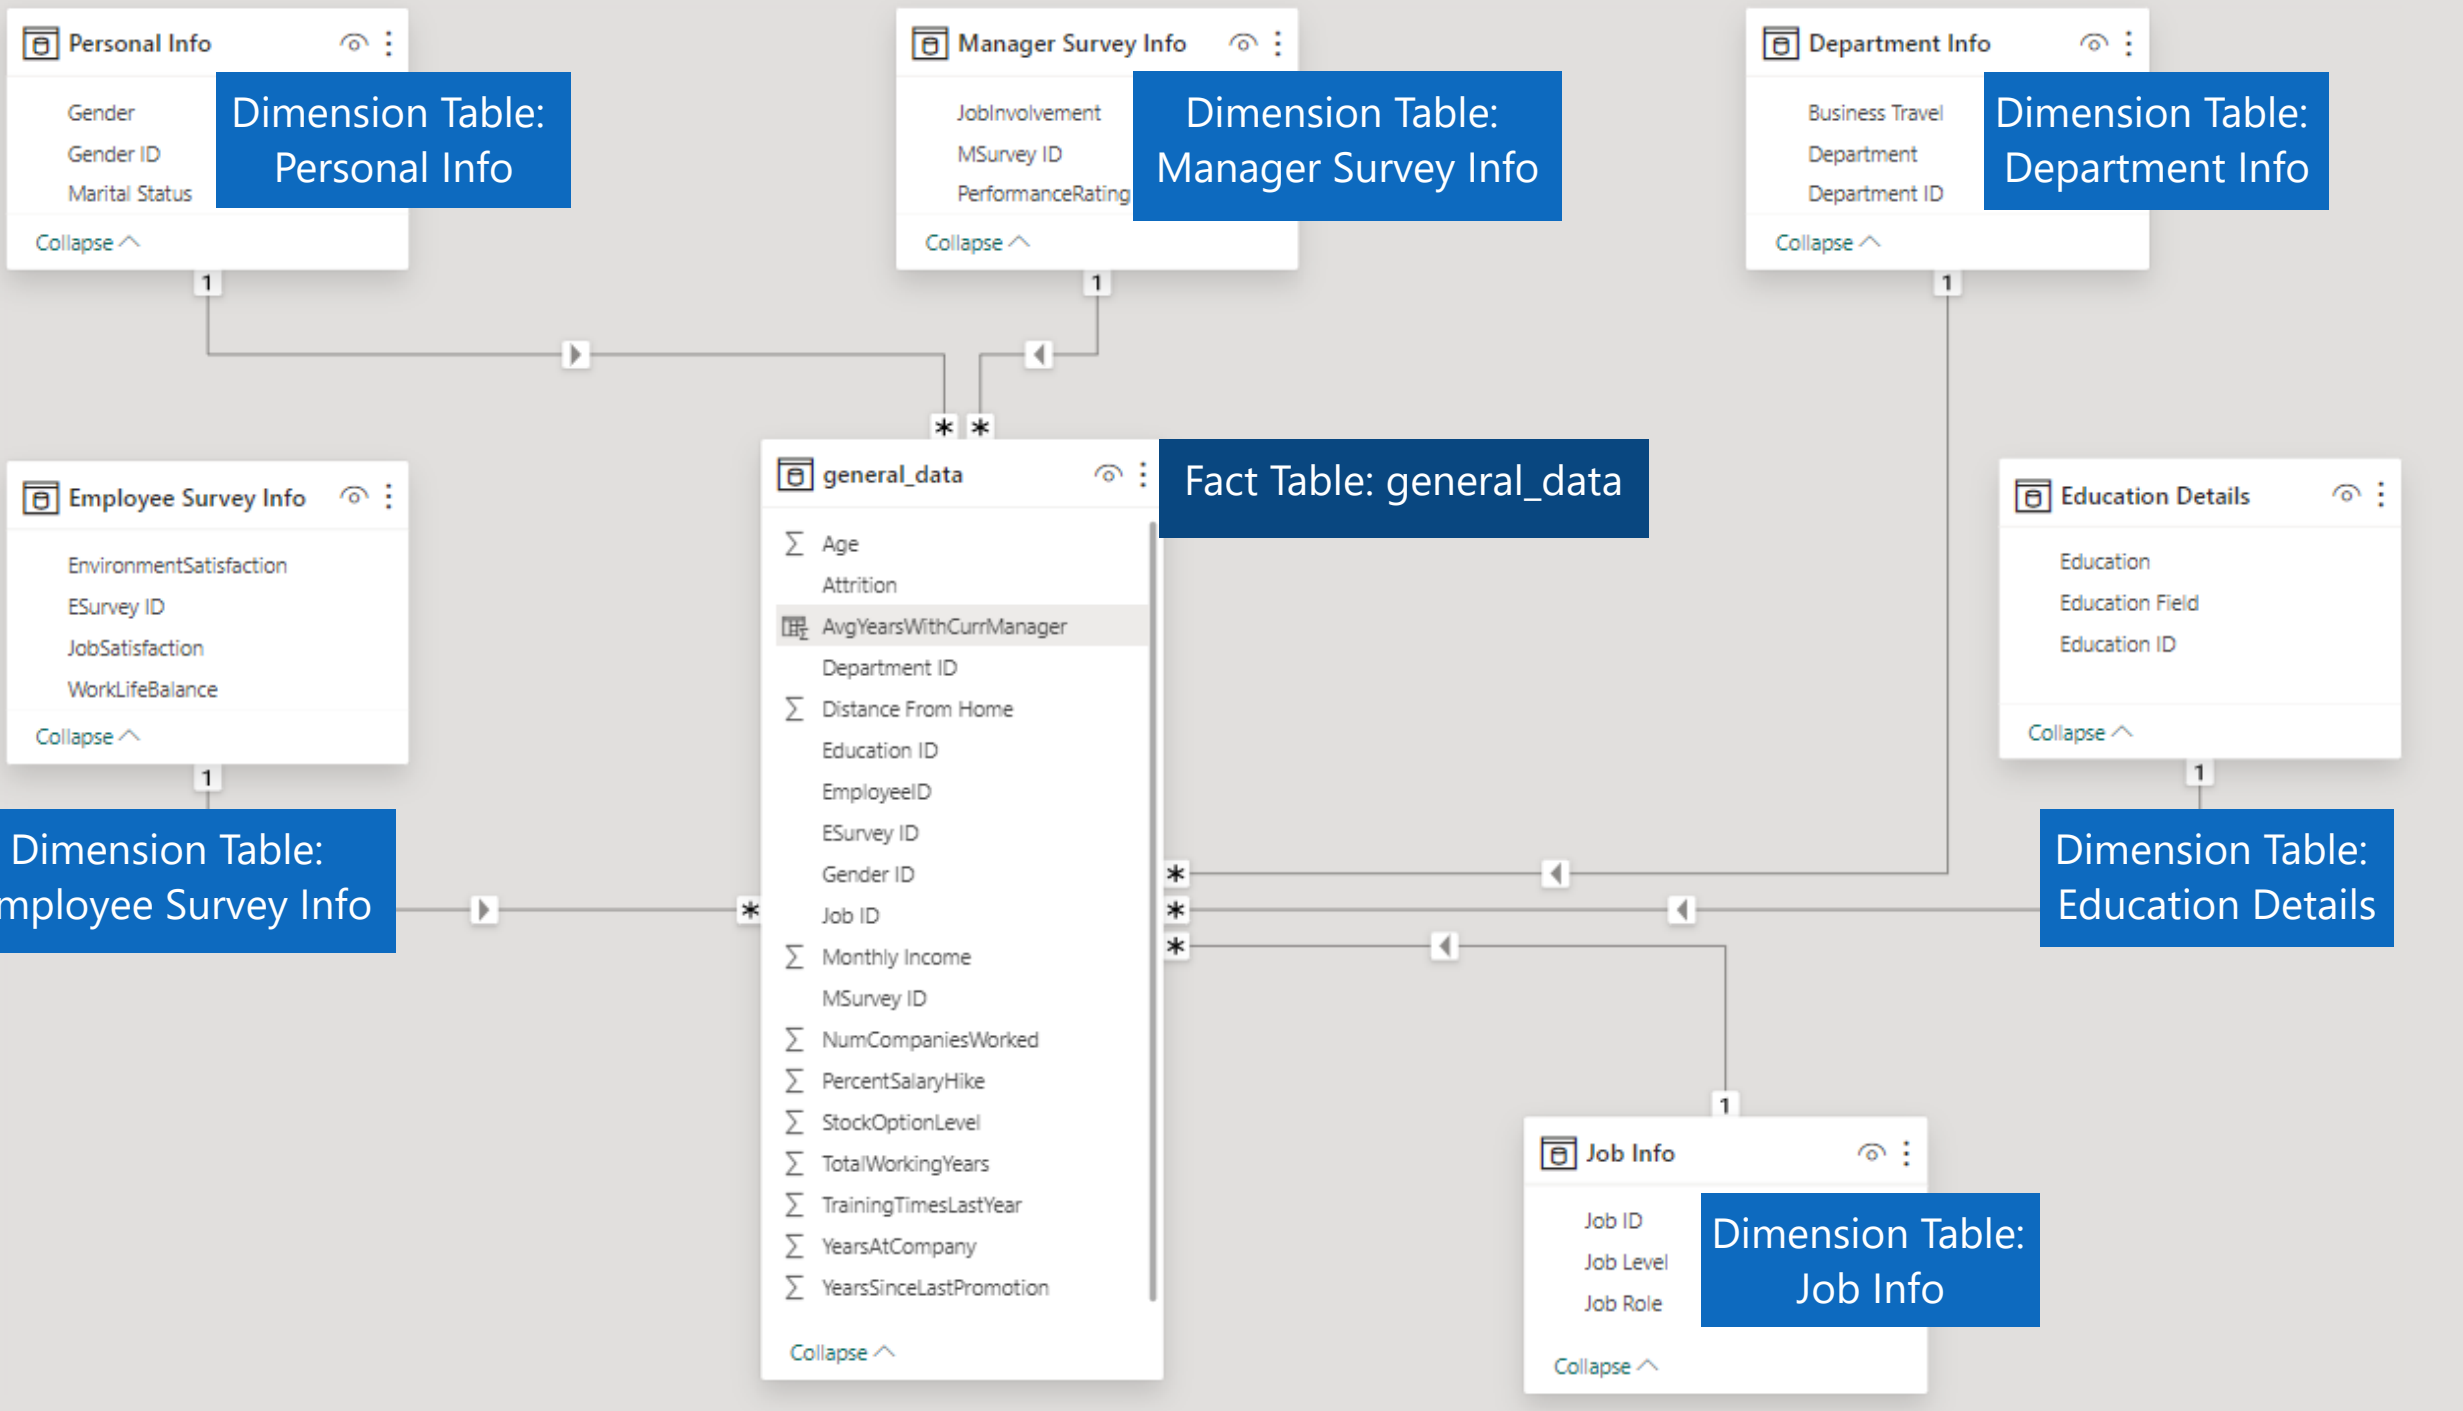 Personal Info
Gender
Gender ID
Marital Status
Collapse
Dimension Table:
Personal Info
1
Manager Survey Info
JobInvolvement
MSurvey ID
PerformanceRating
Collapse
Dimension Table:
Manager Survey Info
1
Department Info
Business Travel
Department
Department ID
Collapse
Dimension Table:
Department Info
1
* *
Employee Survey Info
EnvironmentSatisfaction
ESurvey ID
JobSatisfaction
WorkLifeBalance
Collapse
1
Dimension Table:
mployee Survey Info
*
general_data
Σ Age
Attrition
AvgYearsWithCurrManager
Department ID
Σ Distance From Home
Education ID
EmployeeID
ESurvey ID
Gender ID
Job ID
Σ Monthly Income
MSurvey ID
Σ NumCompaniesWorked
Σ PercentSalaryHike
Σ StockOptionLevel
Σ TotalWorkingYears
Σ TrainingTimesLastYear
Σ YearsAtCompany
Σ YearsSinceLastPromotion
Collapse
Fact Table: general_data
*
*
*
Education Details
Education
Education Field
Education ID
Collapse
1
Dimension Table:
Education Details
1
Job Info
Job ID
Job Level
Job Role
Collapse
Dimension Table:
Job Info